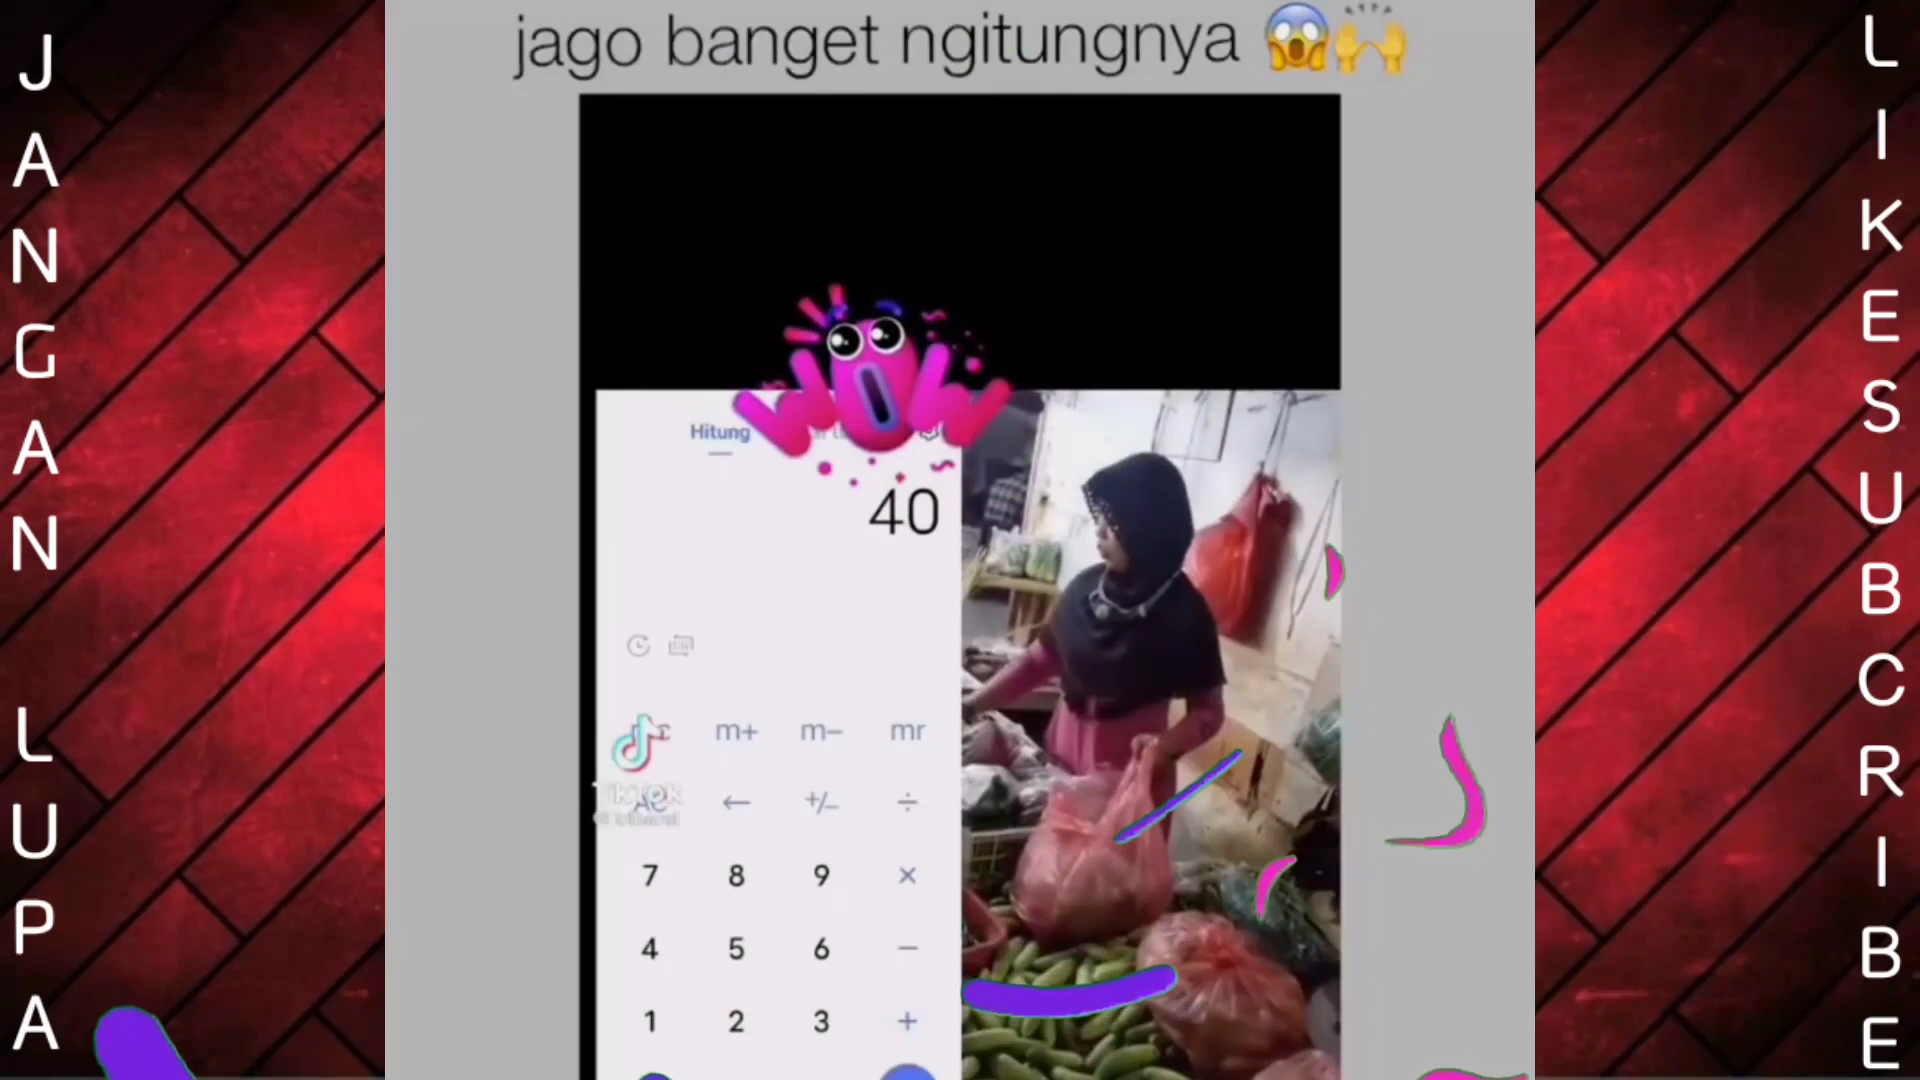 JANGAN LUPA
jago banget ngitungnya 😱🙌
LIKE SUBCRIBE
Hitung
40
m+ m− mr
TikTok
← +/− ÷
7 8 9 ×
4 5 6 −
1 2 3 +